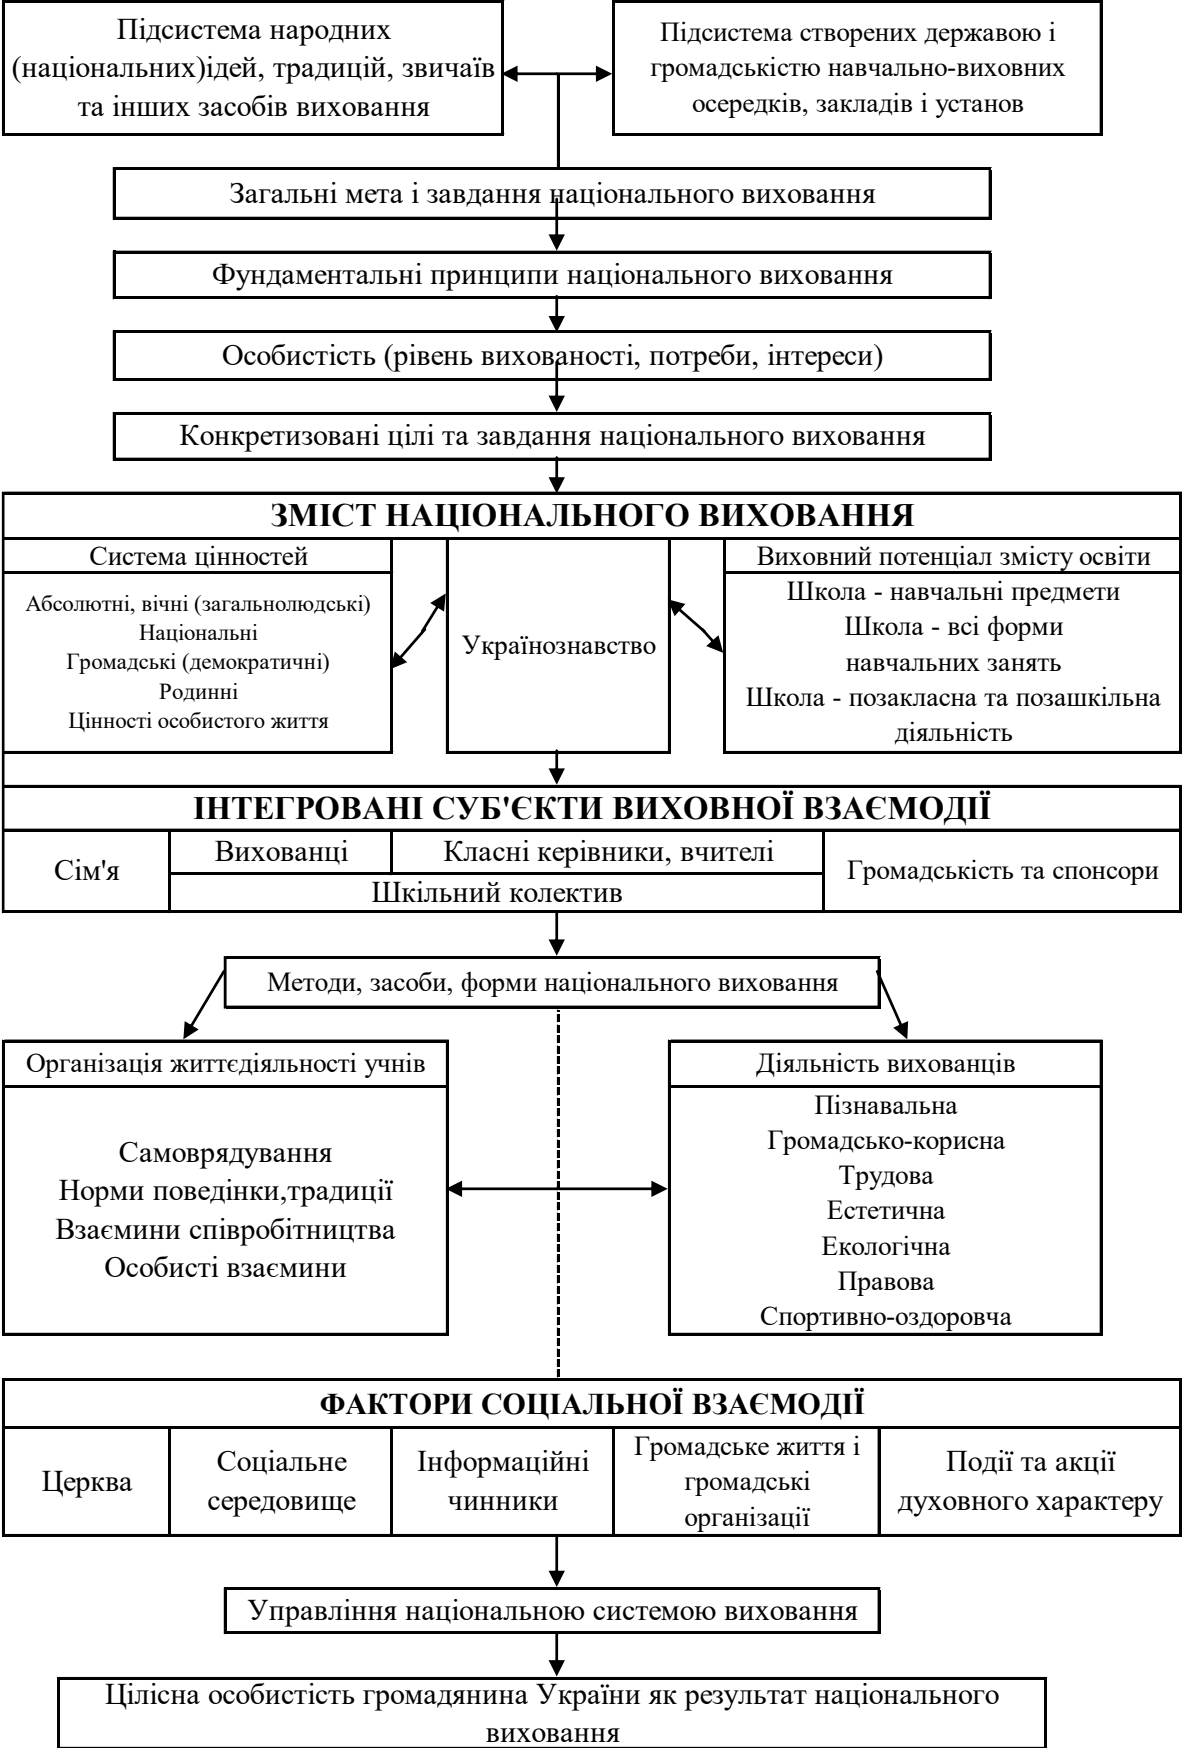 Підсистема народних
(національних)ідей, традицій, звичаїв
та інших засобів виховання
Підсистема створених державою і
громадськістю навчально-виховних
осередків, закладів і установ
Загальні мета і завдання національного виховання
Фундаментальні принципи національного виховання
Особистість (рівень вихованості, потреби, інтереси)
Конкретизовані цілі та завдання національного виховання
ЗМІСТ НАЦІОНАЛЬНОГО ВИХОВАННЯ
Система цінностей
Абсолютні, вічні (загальнолюдські)
Національні
Громадські (демократичні)
Родинні
Цінності особистого життя
Українознавство
Виховний потенціал змісту освіти
Школа - навчальні предмети
Школа - всі форми
навчальних занять
Школа - позакласна та позашкільна
діяльність
ІНТЕГРОВАНІ СУБ'ЄКТИ ВИХОВНОЇ ВЗАЄМОДІЇ
Сім'я
Вихованці
Класні керівники, вчителі
Шкільний колектив
Громадськість та спонсори
Методи, засоби, форми національного виховання
Організація життєдіяльності учнів
Самоврядування
Норми поведінки,традиції
Взаємини співробітництва
Особисті взаємини
Діяльність вихованців
Пізнавальна
Громадсько-корисна
Трудова
Естетична
Екологічна
Правова
Спортивно-оздоровча
ФАКТОРИ СОЦІАЛЬНОЇ ВЗАЄМОДІЇ
Церква
Соціальне
середовище
Інформаційні
чинники
Громадське життя і
громадські
організації
Події та акції
духовного характеру
Управління національною системою виховання
Цілісна особистість громадянина України як результат національного
виховання